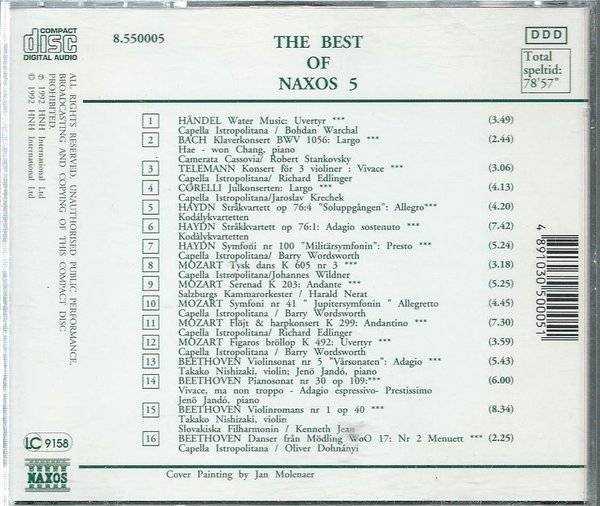 COMPACT
disc
DIGITAL AUDIO
8.550005
THE BEST
OF
NAXOS 5
DDD
Total
speltid:
78'57"
1 HÄNDEL Water Music: Uvertyr *** (3.49)
Capella Istropolitana / Bohdan Warchal
2 BACH Klaverkonsert BWV 1056: Largo *** (2.44)
Hae - won Chang, piano
Camerata Cassovia/ Robert Stankovsky
3 TELEMANN Konsert för 3 violiner : Vivace *** (3.06)
Capella Istropolitana/ Richard Edlinger
4 CORELLI Julkonserten: Largo *** (4.13)
Capella Istropolitana/Jaroslav Krechek
5 HAYDN Stråkvartett op 76:4 "Soluppgången": Allegro*** (4.20)
Kodálykvartetten
6 HAYDN Stråkkvartett op 76:1: Adagio sostenuto *** (7.42)
Kodálykvartetten
7 HAYDN Symfoni nr 100 "Militärsymfonin": Presto *** (5.24)
Capella Istropolitana/ Barry Wordsworth
8 MOZART Tysk dans K 605 nr 3 *** (3.18)
Capella Istropolitana/Johannes Wildner
9 MOZART Serenad K 203: Andante *** (5.25)
Salzburgs Kammarorkester / Harald Nerat
10 MOZART Symfoni nr 41 " Jupitersymfonin " Allegretto (4.45)
Capella Istropolitana / Barry Wordsworth
11 MOZART Flöjt & harpkonsert K 299: Andantino *** (7.30)
Capella Istropolitana/ Richard Edlinger
12 MOZART Figaros bröllop K 492: Uvertyr *** (3.59)
Capella Istropolitana / Barry Wordsworth
13 BEETHOVEN Violinsonat nr 5 "Vårsonaten": Adagio *** (5.43)
Takako Nishizaki, violin; Jenö Jandó, piano
14 BEETHOVEN Pianosonat nr 30 op 109:*** (6.00)
Vivace, ma non troppo - Adagio espressivo- Prestissimo
Jenö Jandó, piano
15 BEETHOVEN Violinromans nr 1 op 40 *** (8.34)
Takako Nishizaki, violin
Slovakiska Filharmonin / Kenneth Jean
16 BEETHOVEN Danser från Mödling WoO 17: Nr 2 Menuett *** (2.25)
Capella Istropolitana / Oliver Dohnányi
Cover Painting by Jan Molenaer
ALL RIGHTS RESERVED, UNAUTHORISED PUBLIC PERFORMANCE
BROADCASTING AND COPYING OF THIS COMPACT DISC
PROHIBITED.
℗ 1992 HNH International Ltd
© 1992 HNH International Ltd
LC 9158
NAXOS
4 891030 500051